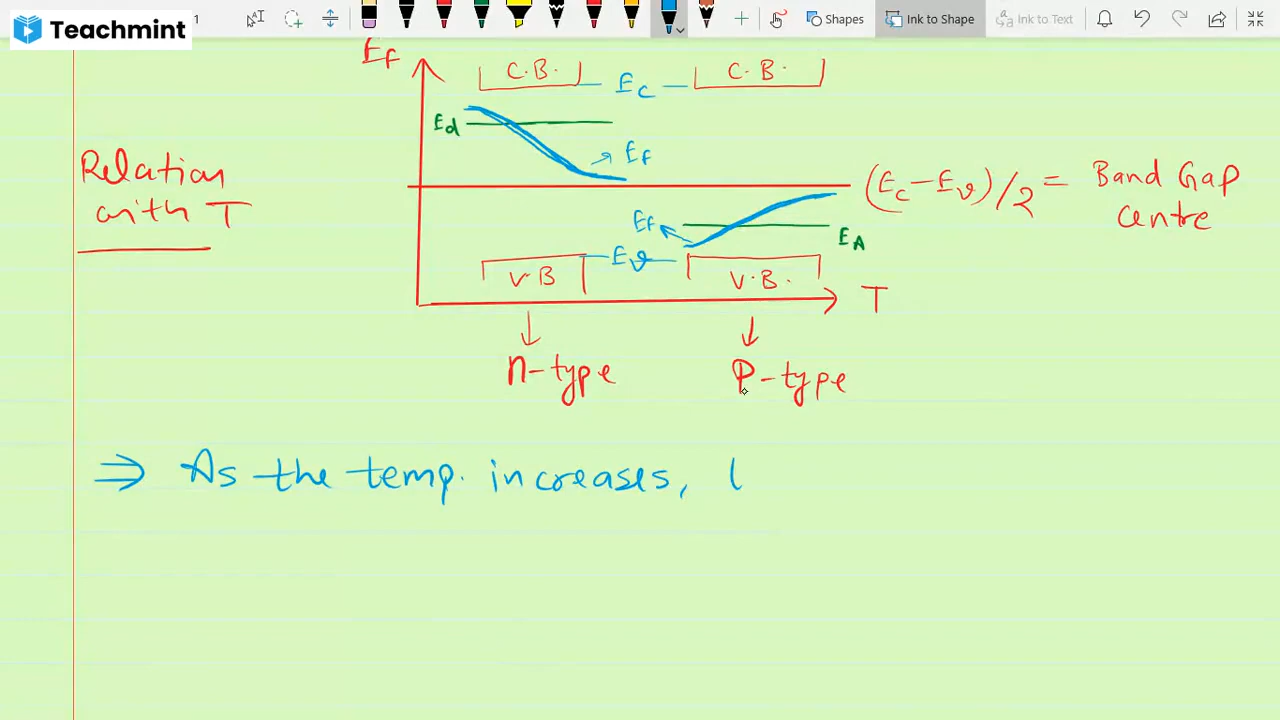 Teachmint
1
Shapes
Ink to Shape
Ink to Text
Ef
C.B.
Ec
C.B.
Ed
Ef
Relation
with T
(Ec-Ev)/2 = Band Gap
centre
Ef
EA
Ev
V.B
V.B.
T
n-type
P-type
⇒ As the temp. increases, (